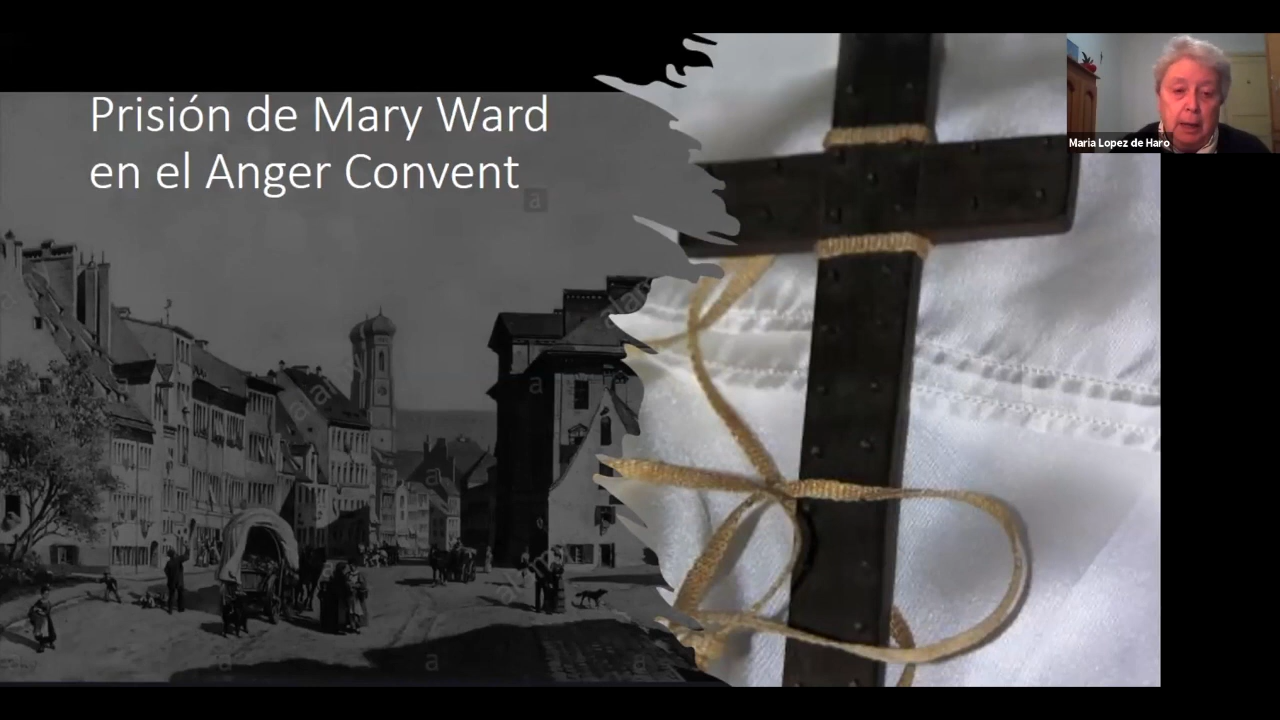 Prisión de Mary Ward
en el Anger Convent
Maria Lopez de Haro